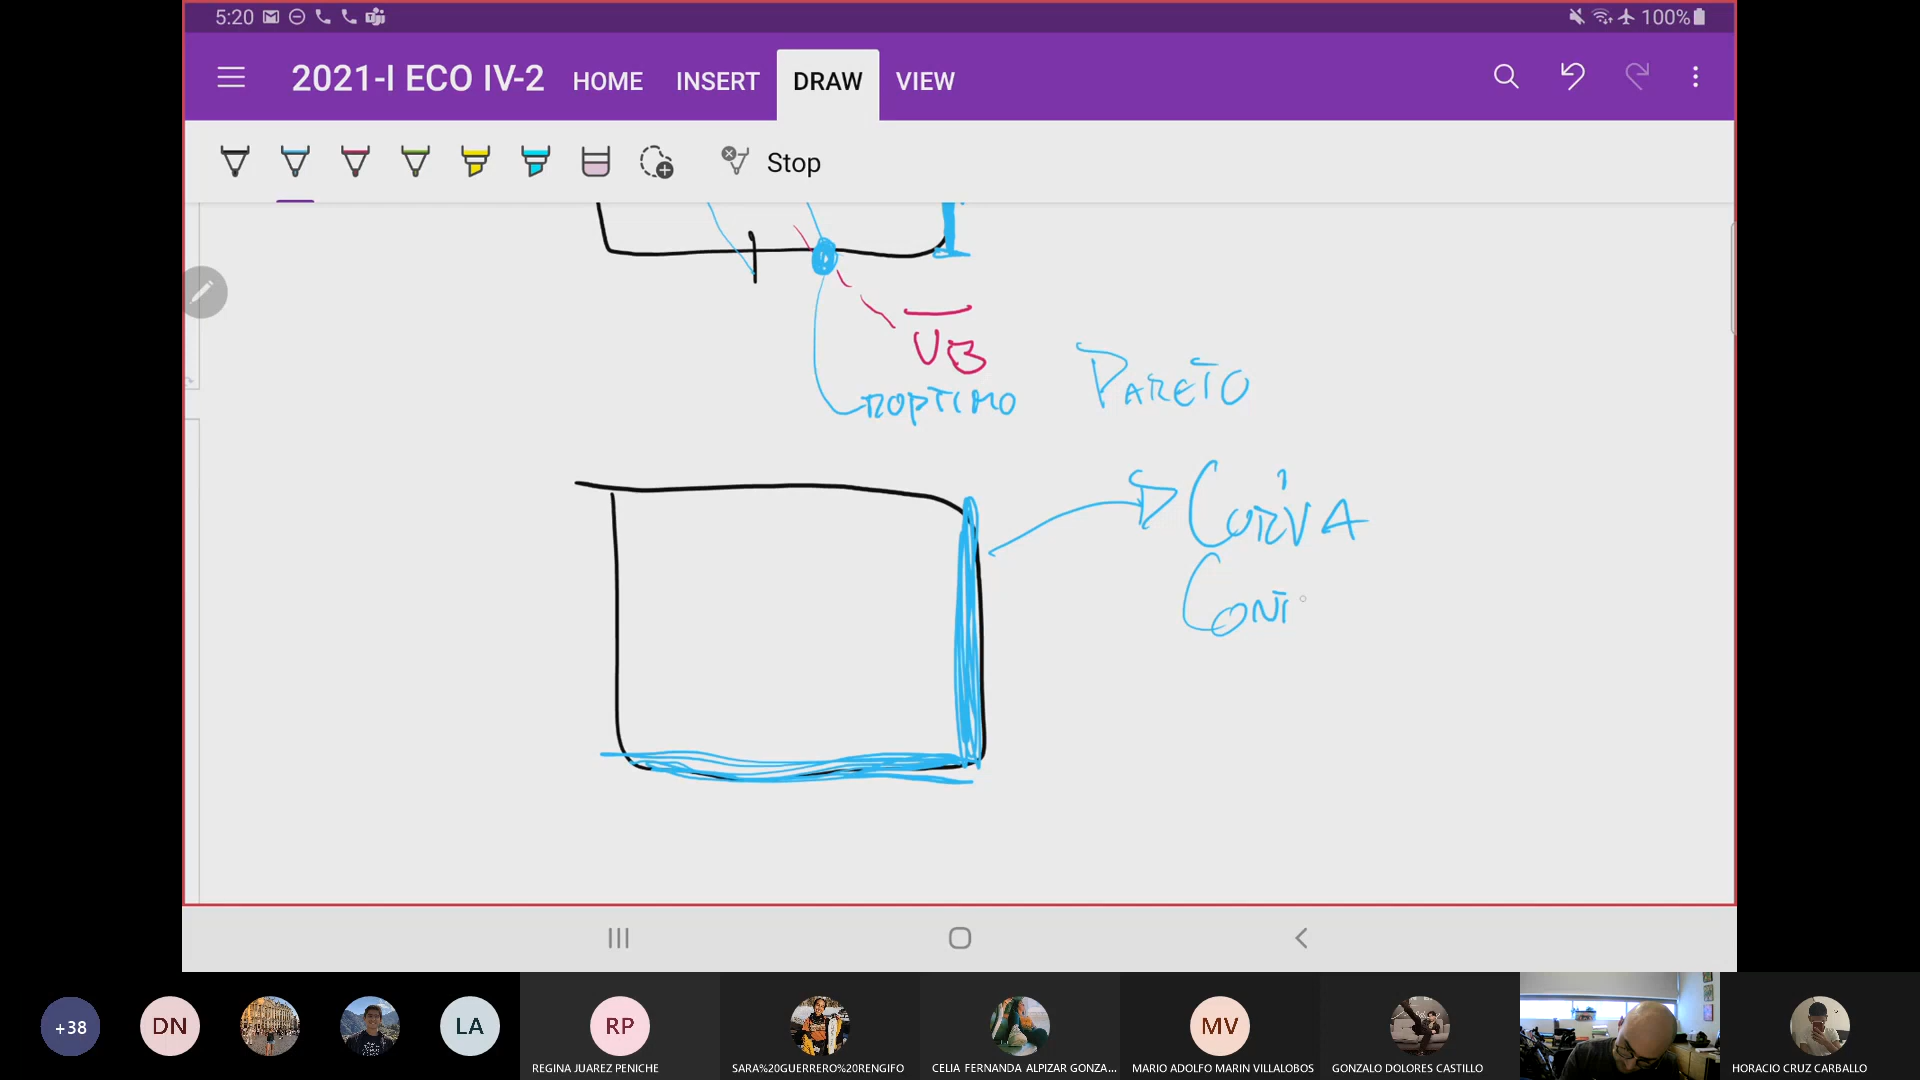 5:20 100%
2021-I ECO IV-2 HOME INSERT DRAW VIEW
Stop
UB
ÓPTIMO PARETO
CURVA
CONT
+38 DN LA RP MV
REGINA JUAREZ PENICHE SARA%20GUERRERO%20RENGIFO CELIA FERNANDA ALPIZAR GONZA... MARIO ADOLFO MARIN VILLALOBOS GONZALO DOLORES CASTILLO HORACIO CRUZ CARBALLO